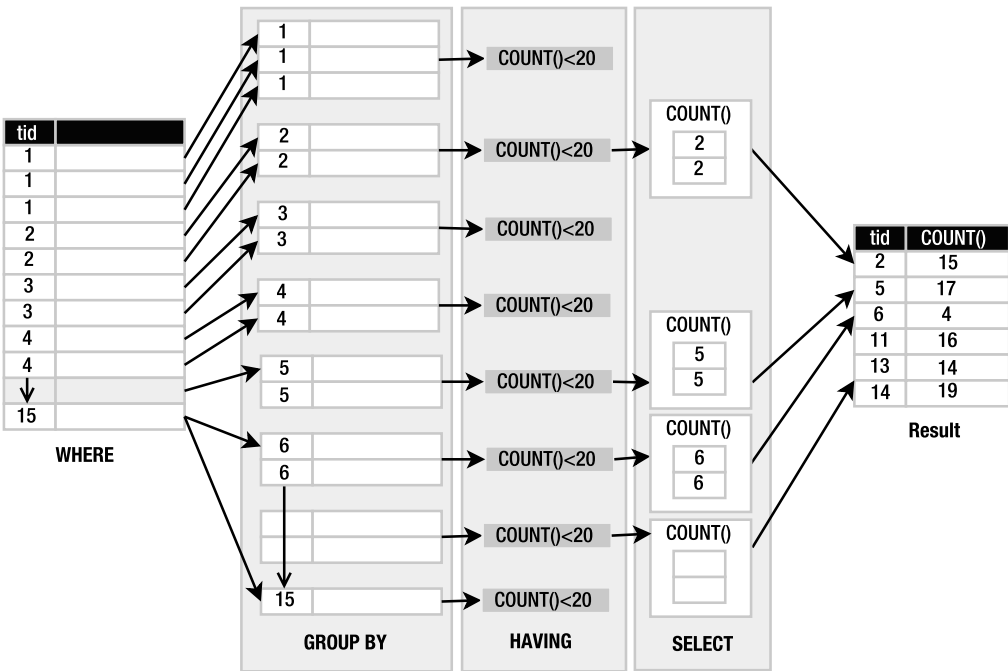 tid
1
1
1
2
2
3
3
4
4
15
WHERE
1
1
1
2
2
3
3
4
4
5
5
6
6
15
GROUP BY
COUNT()<20
COUNT()<20
COUNT()<20
COUNT()<20
COUNT()<20
COUNT()<20
COUNT()<20
COUNT()<20
HAVING
COUNT()
2
2
COUNT()
5
5
COUNT()
6
6
COUNT()
SELECT
tid COUNT()
2 15
5 17
6 4
11 16
13 14
14 19
Result